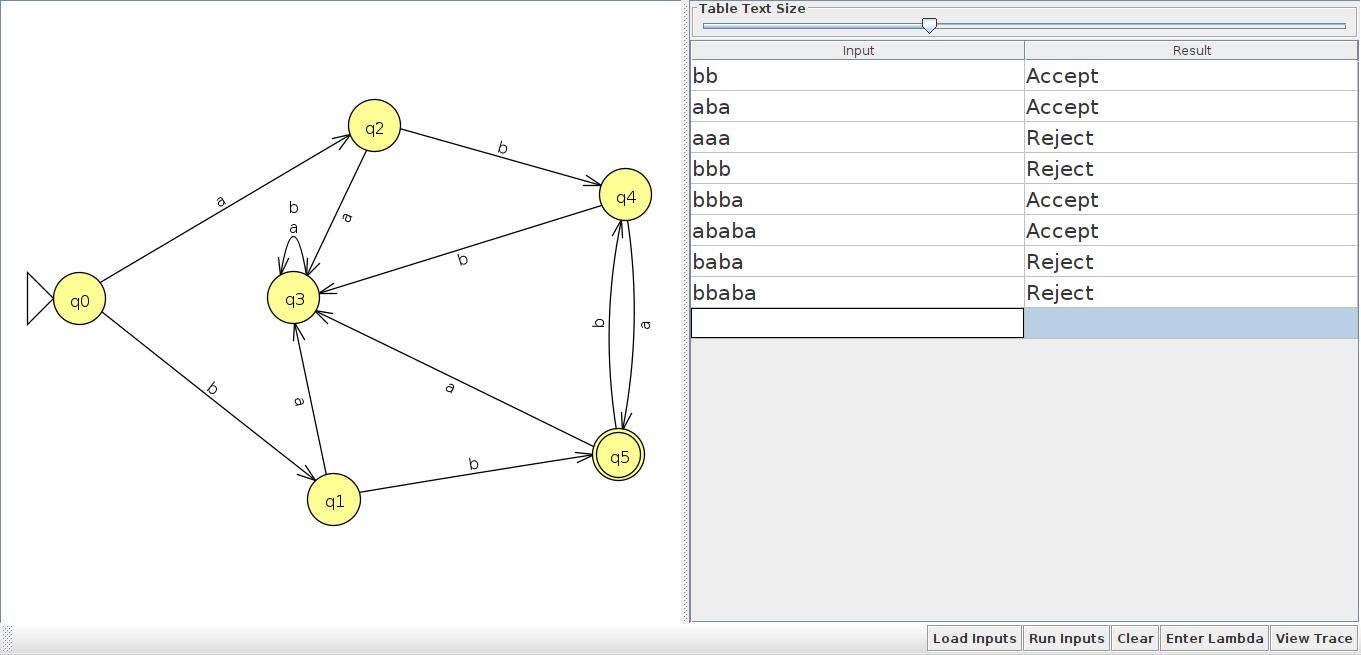 Table Text Size
Input Result
bb Accept
aba Accept
aaa Reject
bbb Reject
bbba Accept
ababa Accept
baba Reject
bbaba Reject
q2
b
a
q4
b
a
a
b
q0
q3
b
a
b
a
a
b
q5
q1
Load Inputs Run Inputs Clear Enter Lambda View Trace